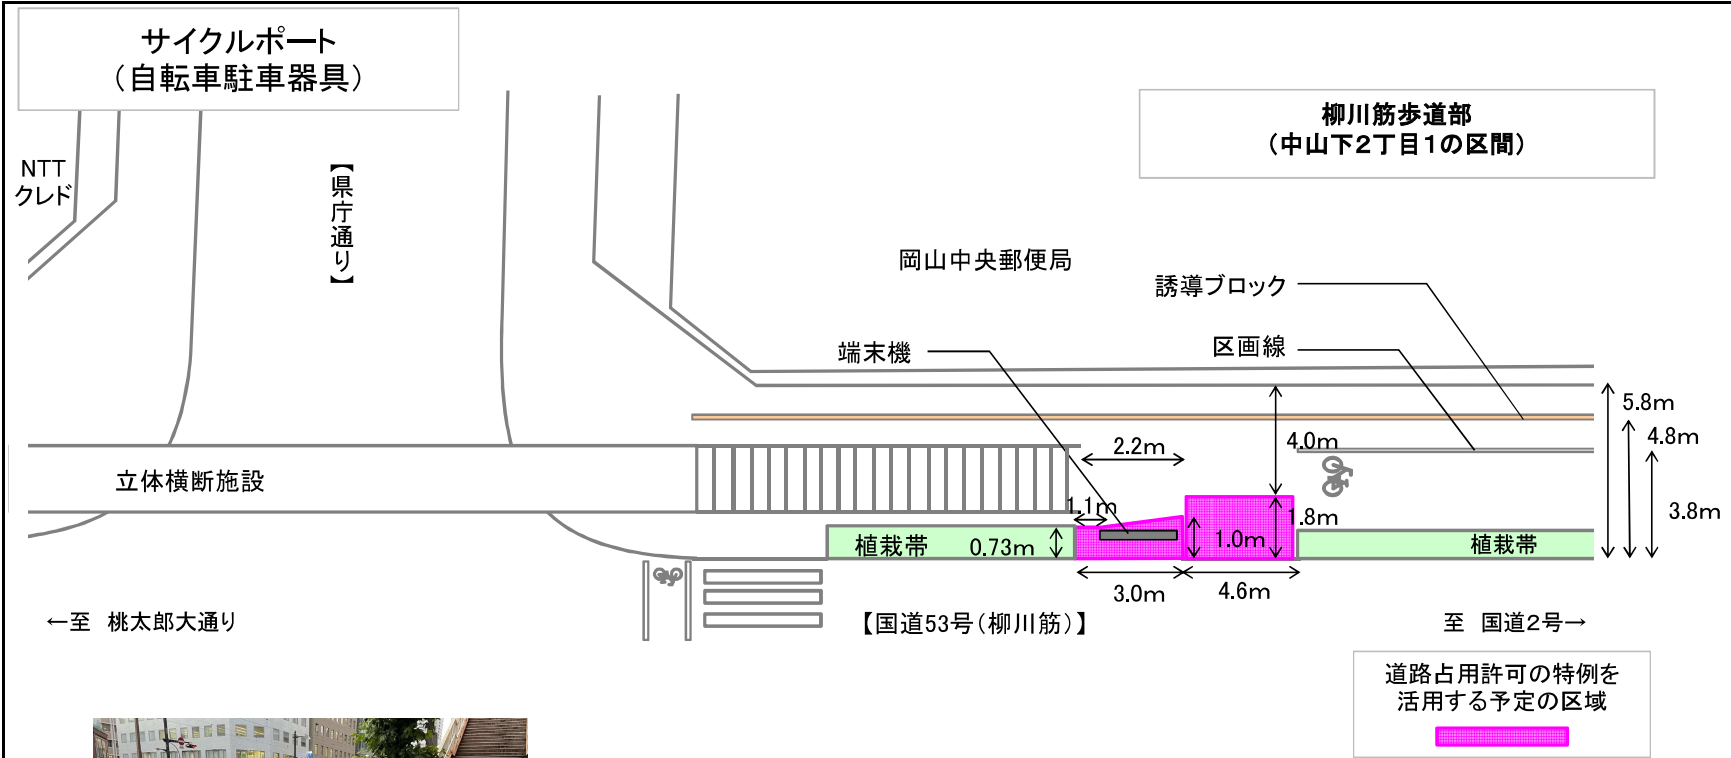 サイクルポート
（自転車駐車器具）
柳川筋歩道部
（中山下２丁目１の区間）
NTT
クレド
【県庁通り】
岡山中央郵便局
誘導ブロック
端末機
区画線
5.8m
4.8m
3.8m
4.0m
2.2m
立体横断施設
1.1m
1.8m
1.0m
植栽帯
0.73m
植栽帯
3.0m
4.6m
←至 桃太郎大通り
【国道53号（柳川筋）】
至 国道２号→
道路占用許可の特例を
活用する予定の区域